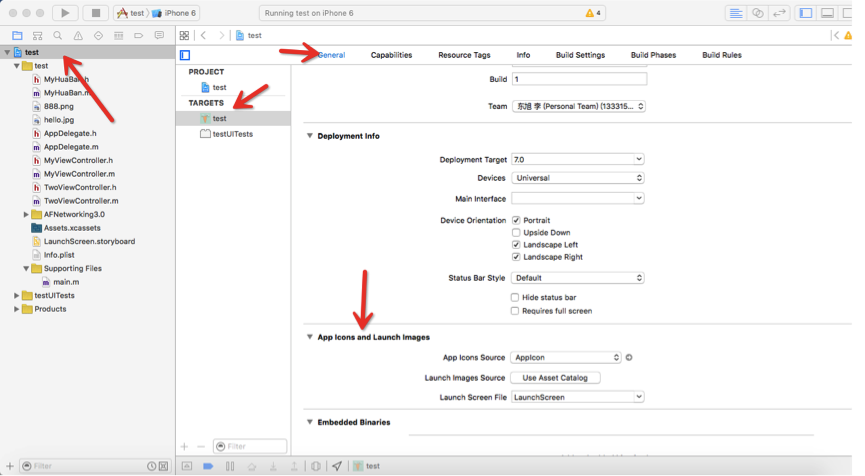 test iPhone 6
Running test on iPhone 6
4
test
test
test
MyHuaBan.h
MyHuaBan.m
888.png
hello.jpg
AppDelegate.h
AppDelegate.m
MyViewController.h
MyViewController.m
TwoViewController.h
TwoViewController.m
AFNetworking3.0
Assets.xcassets
LaunchScreen.storyboard
Info.plist
Supporting Files
main.m
testUITests
Products
Filter
PROJECT
test
TARGETS
test
testUITests
Filter
General Capabilities Resource Tags Info Build Settings Build Phases Build Rules
Build 1
Team 东旭 李 (Personal Team) (133315...
Deployment Info
Deployment Target 7.0
Devices Universal
Main Interface
Device Orientation Portrait
Upside Down
Landscape Left
Landscape Right
Status Bar Style Default
Hide status bar
Requires full screen
App Icons and Launch Images
App Icons Source AppIcon
Launch Images Source Use Asset Catalog
Launch Screen File LaunchScreen
Embedded Binaries
test